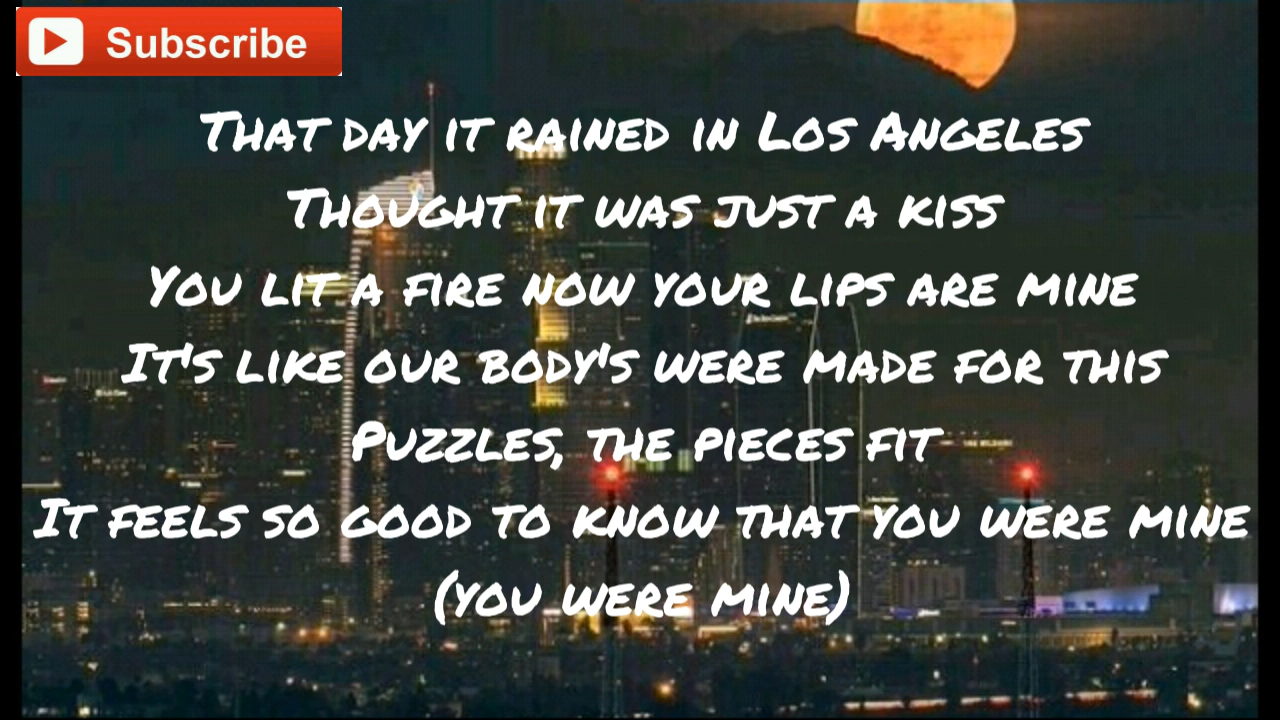 Subscribe
That day it rained in Los Angeles
Thought it was just a kiss
You lit a fire now your lips are mine
It's like our body's were made for this
Puzzles, the pieces fit
It feels so good to know that you were mine
(you were mine)